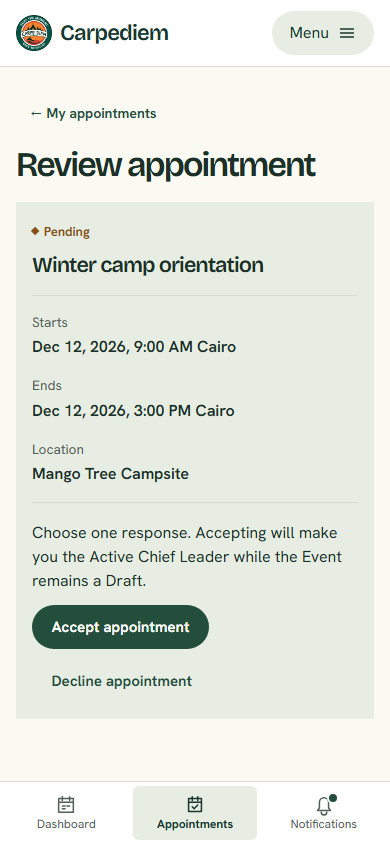 Carpediem
Menu
← My appointments
Review appointment
Pending
Winter camp orientation
Starts
Dec 12, 2026, 9:00 AM Cairo
Ends
Dec 12, 2026, 3:00 PM Cairo
Location
Mango Tree Campsite
Choose one response. Accepting will make
you the Active Chief Leader while the Event
remains a Draft.
Accept appointment
Decline appointment
Dashboard
Appointments
Notifications